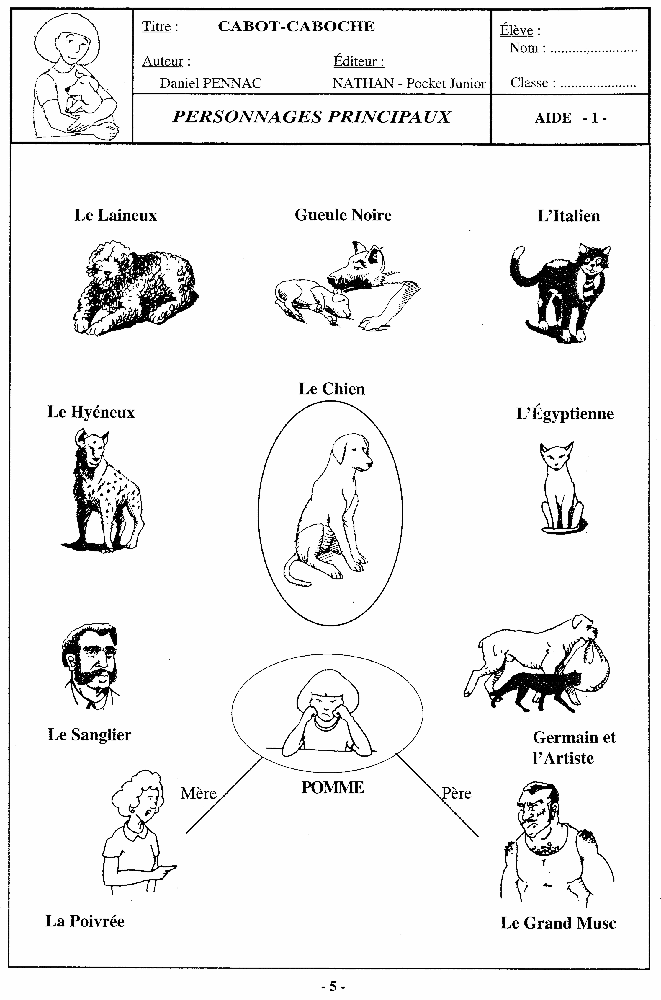 Titre : CABOT-CABOCHE
Auteur : Éditeur :
Daniel PENNAC NATHAN - Pocket Junior
Élève :
Nom : ........................
Classe : .....................
PERSONNAGES PRINCIPAUX
AIDE - 1 -
Le Laineux Gueule Noire L'Italien
Le Chien
Le Hyéneux L'Égyptienne
Le Sanglier
Germain et
l'Artiste
Mère POMME Père
La Poivrée Le Grand Musc
- 5 -